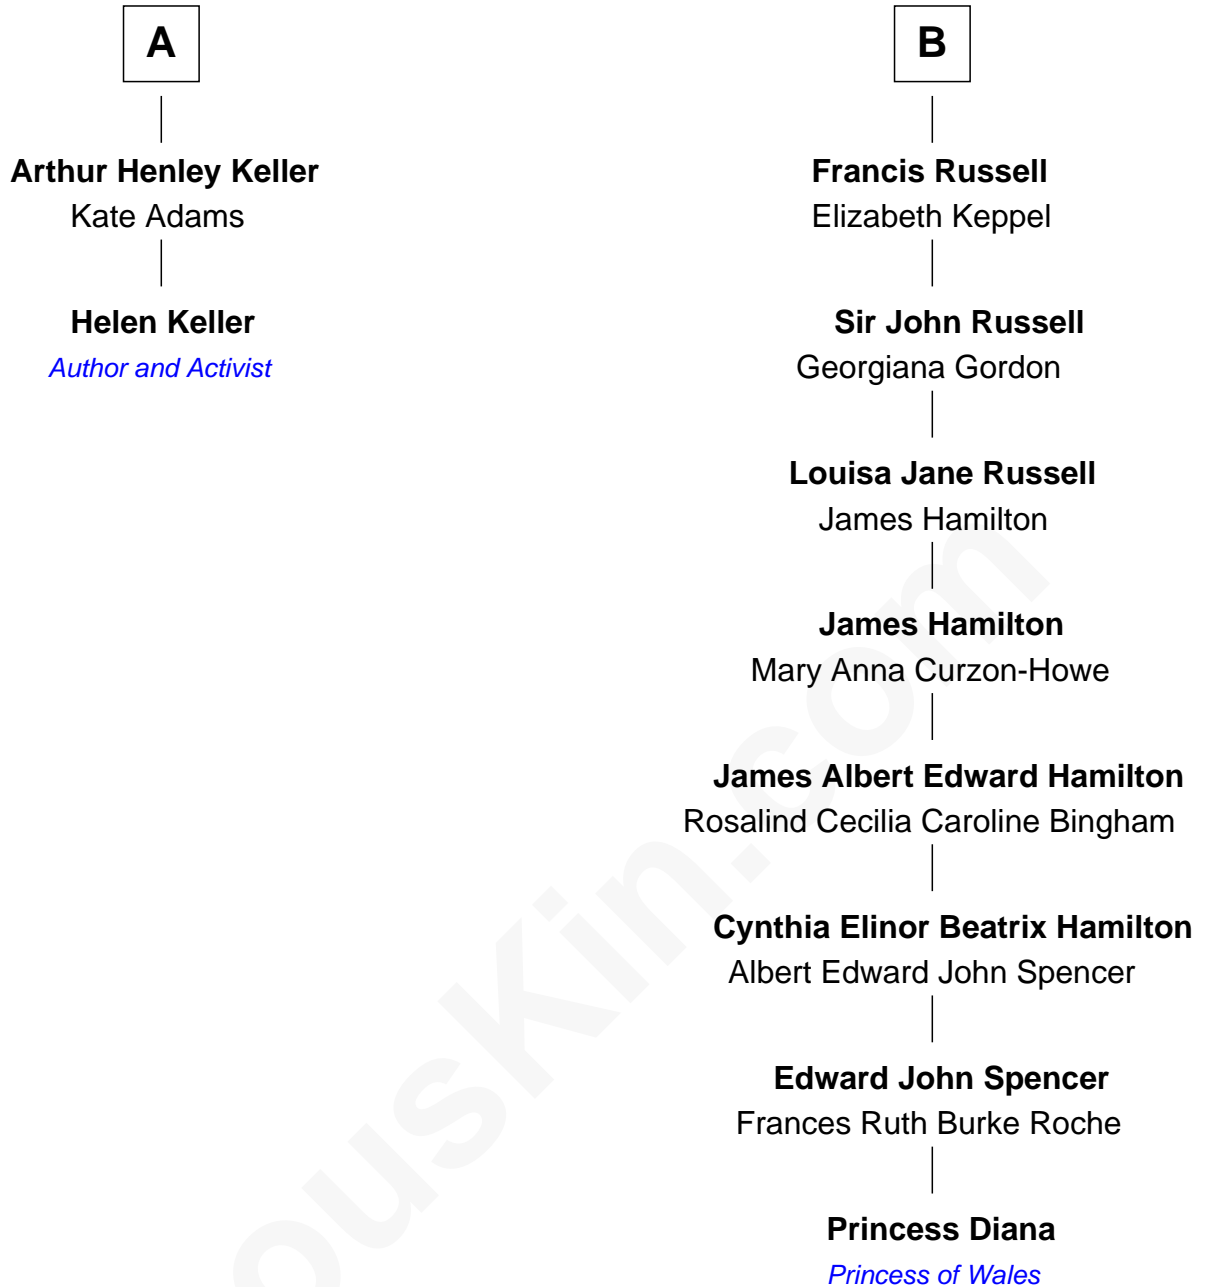 A
Arthur Henley Keller
Kate Adams
Helen Keller
Author and Activist
B
Francis Russell
Elizabeth Keppel
Sir John Russell
Georgiana Gordon
Louisa Jane Russell
James Hamilton
James Hamilton
Mary Anna Curzon-Howe
James Albert Edward Hamilton
Rosalind Cecilia Caroline Bingham
Cynthia Elinor Beatrix Hamilton
Albert Edward John Spencer
Edward John Spencer
Frances Ruth Burke Roche
Princess Diana
Princess of Wales
ousKin.com